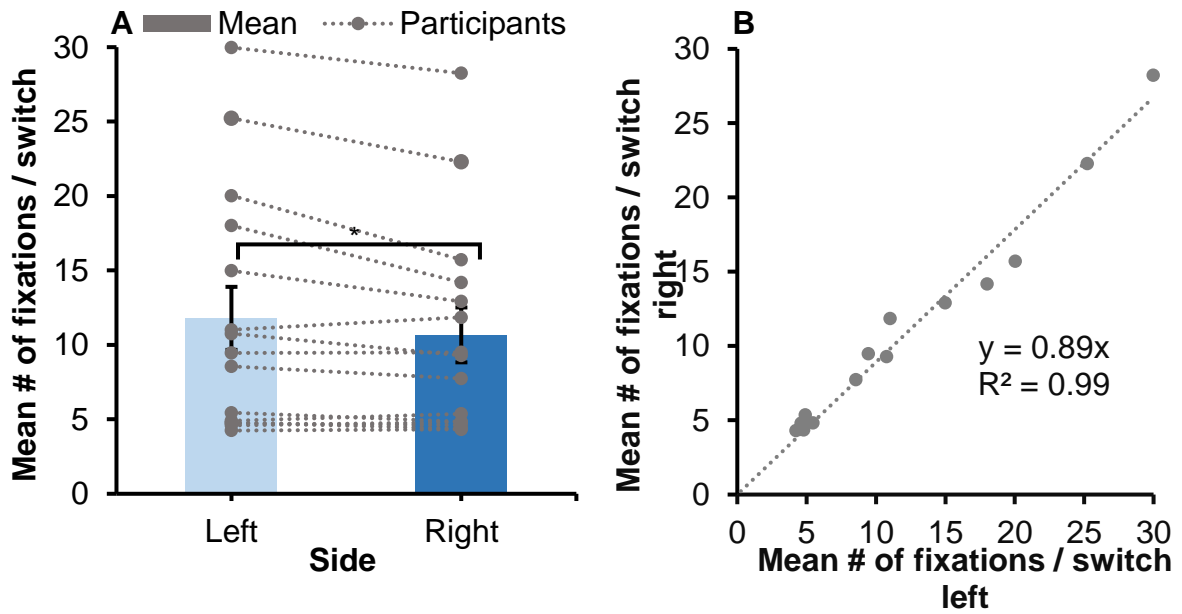 A
Mean
Participants
Mean # of fixations / switch
30
25
20
15
10
5
0
*
Left
Right
Side
B
Mean # of fixations / switch
right
30
25
20
15
10
5
0
y = 0.89x
R² = 0.99
0 5 10 15 20 25 30
Mean # of fixations / switch
left